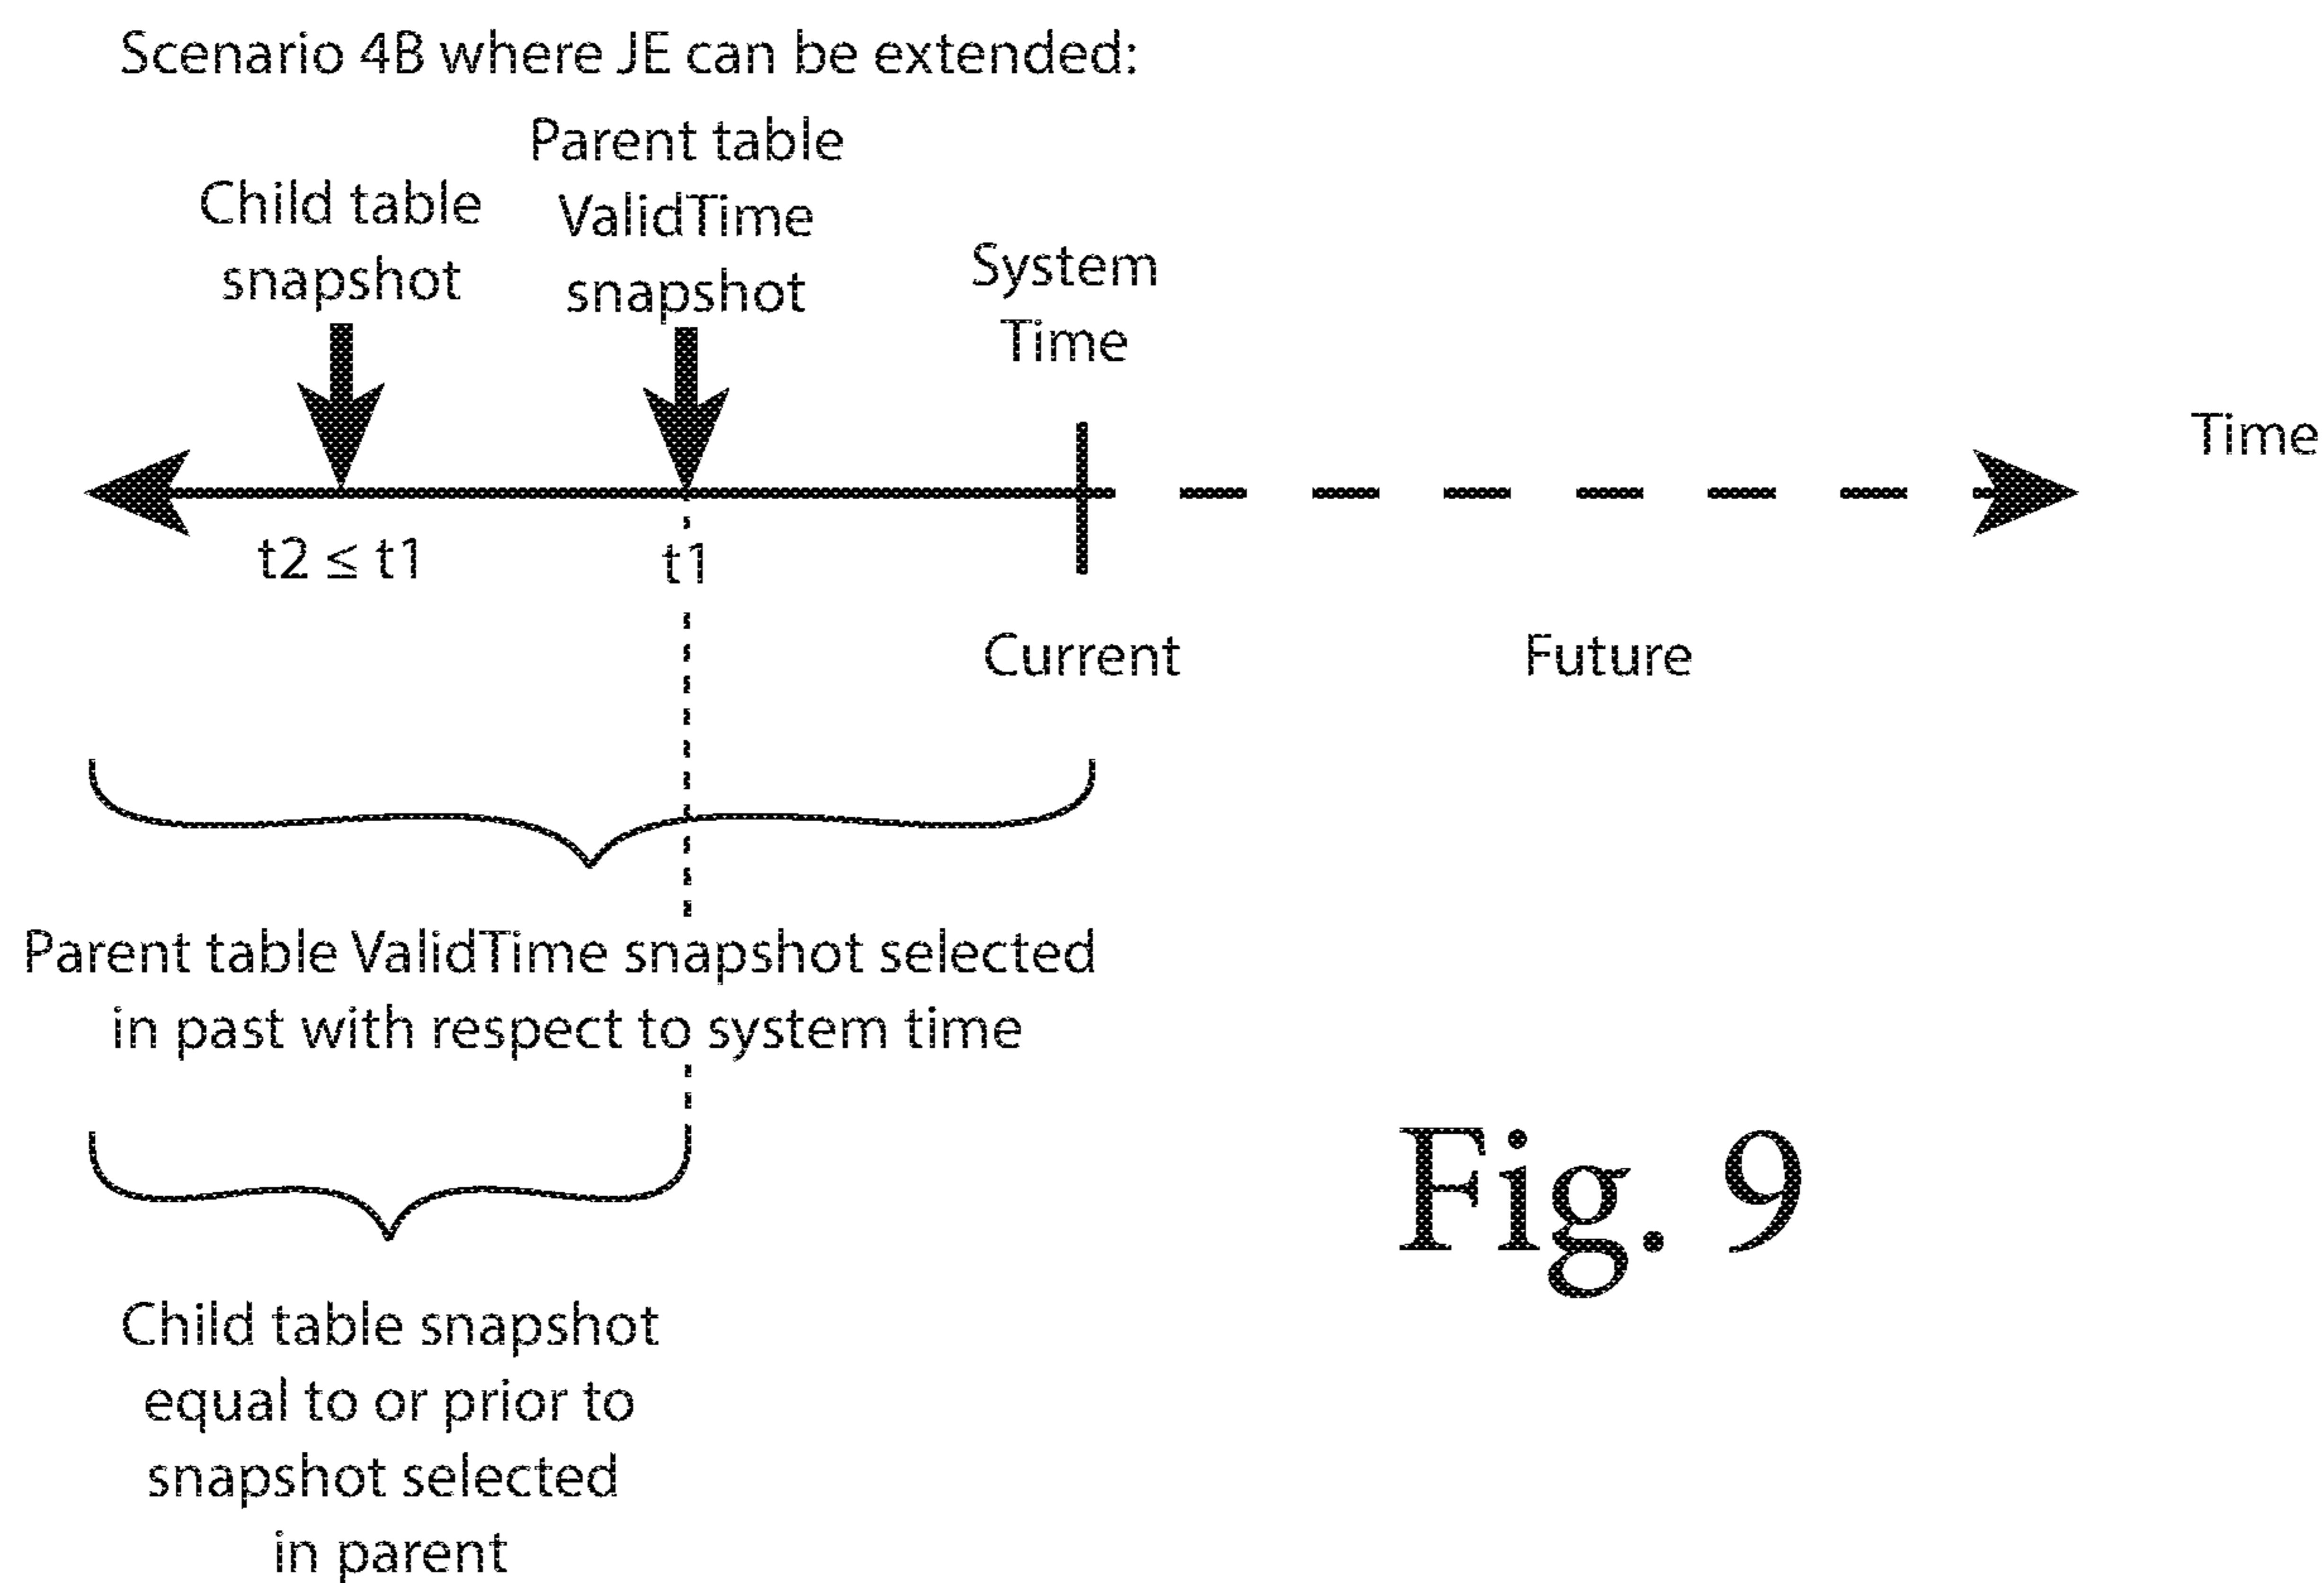 Scenario 4B where JE can be extended:
Child table
snapshot
Parent table
ValidTime
snapshot
System
Time
Time
t2 ≤ t1
t1
Current
Future
Parent table ValidTime snapshot selected
in past with respect to system time
Child table snapshot
equal to or prior to
snapshot selected
in parent
Fig. 9